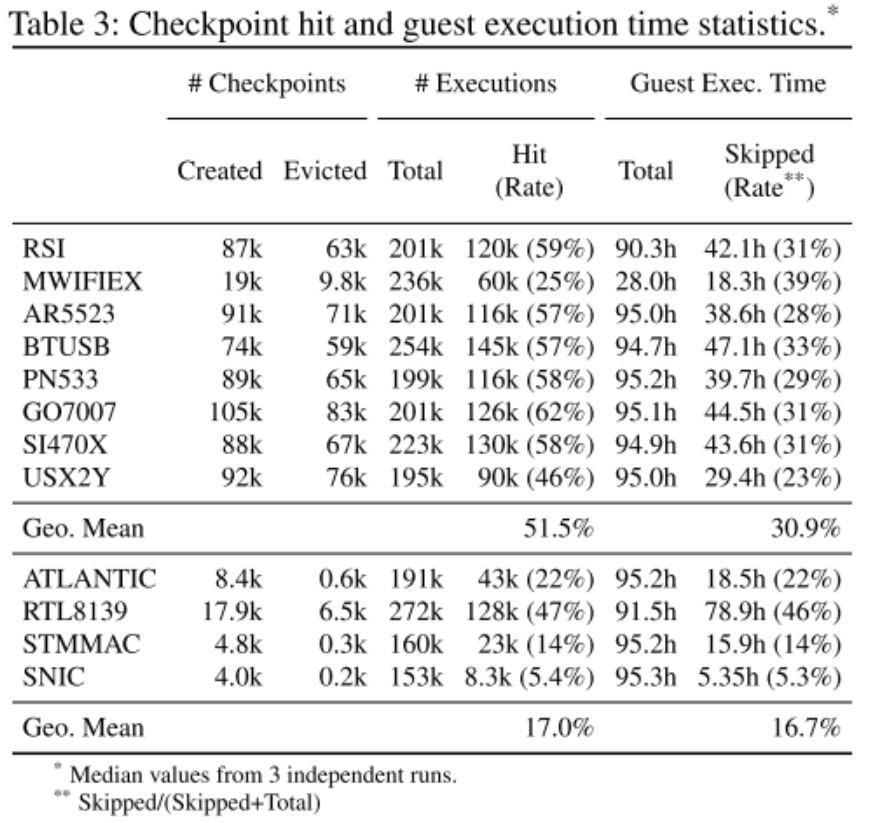 Table 3: Checkpoint hit and guest execution time statistics.*
# Checkpoints # Executions Guest Exec. Time
Created Evicted Total Hit (Rate) Total Skipped (Rate**)
RSI 87k 63k 201k 120k (59%) 90.3h 42.1h (31%)
MWIFIEX 19k 9.8k 236k 60k (25%) 28.0h 18.3h (39%)
AR5523 91k 71k 201k 116k (57%) 95.0h 38.6h (28%)
BTUSB 74k 59k 254k 145k (57%) 94.7h 47.1h (33%)
PN533 89k 65k 199k 116k (58%) 95.2h 39.7h (29%)
GO7007 105k 83k 201k 126k (62%) 95.1h 44.5h (31%)
SI470X 88k 67k 223k 130k (58%) 94.9h 43.6h (31%)
USX2Y 92k 76k 195k 90k (46%) 95.0h 29.4h (23%)
Geo. Mean 51.5% 30.9%
ATLANTIC 8.4k 0.6k 191k 43k (22%) 95.2h 18.5h (22%)
RTL8139 17.9k 6.5k 272k 128k (47%) 91.5h 78.9h (46%)
STMMAC 4.8k 0.3k 160k 23k (14%) 95.2h 15.9h (14%)
SNIC 4.0k 0.2k 153k 8.3k (5.4%) 95.3h 5.35h (5.3%)
Geo. Mean 17.0% 16.7%
* Median values from 3 independent runs.
** Skipped/(Skipped+Total)